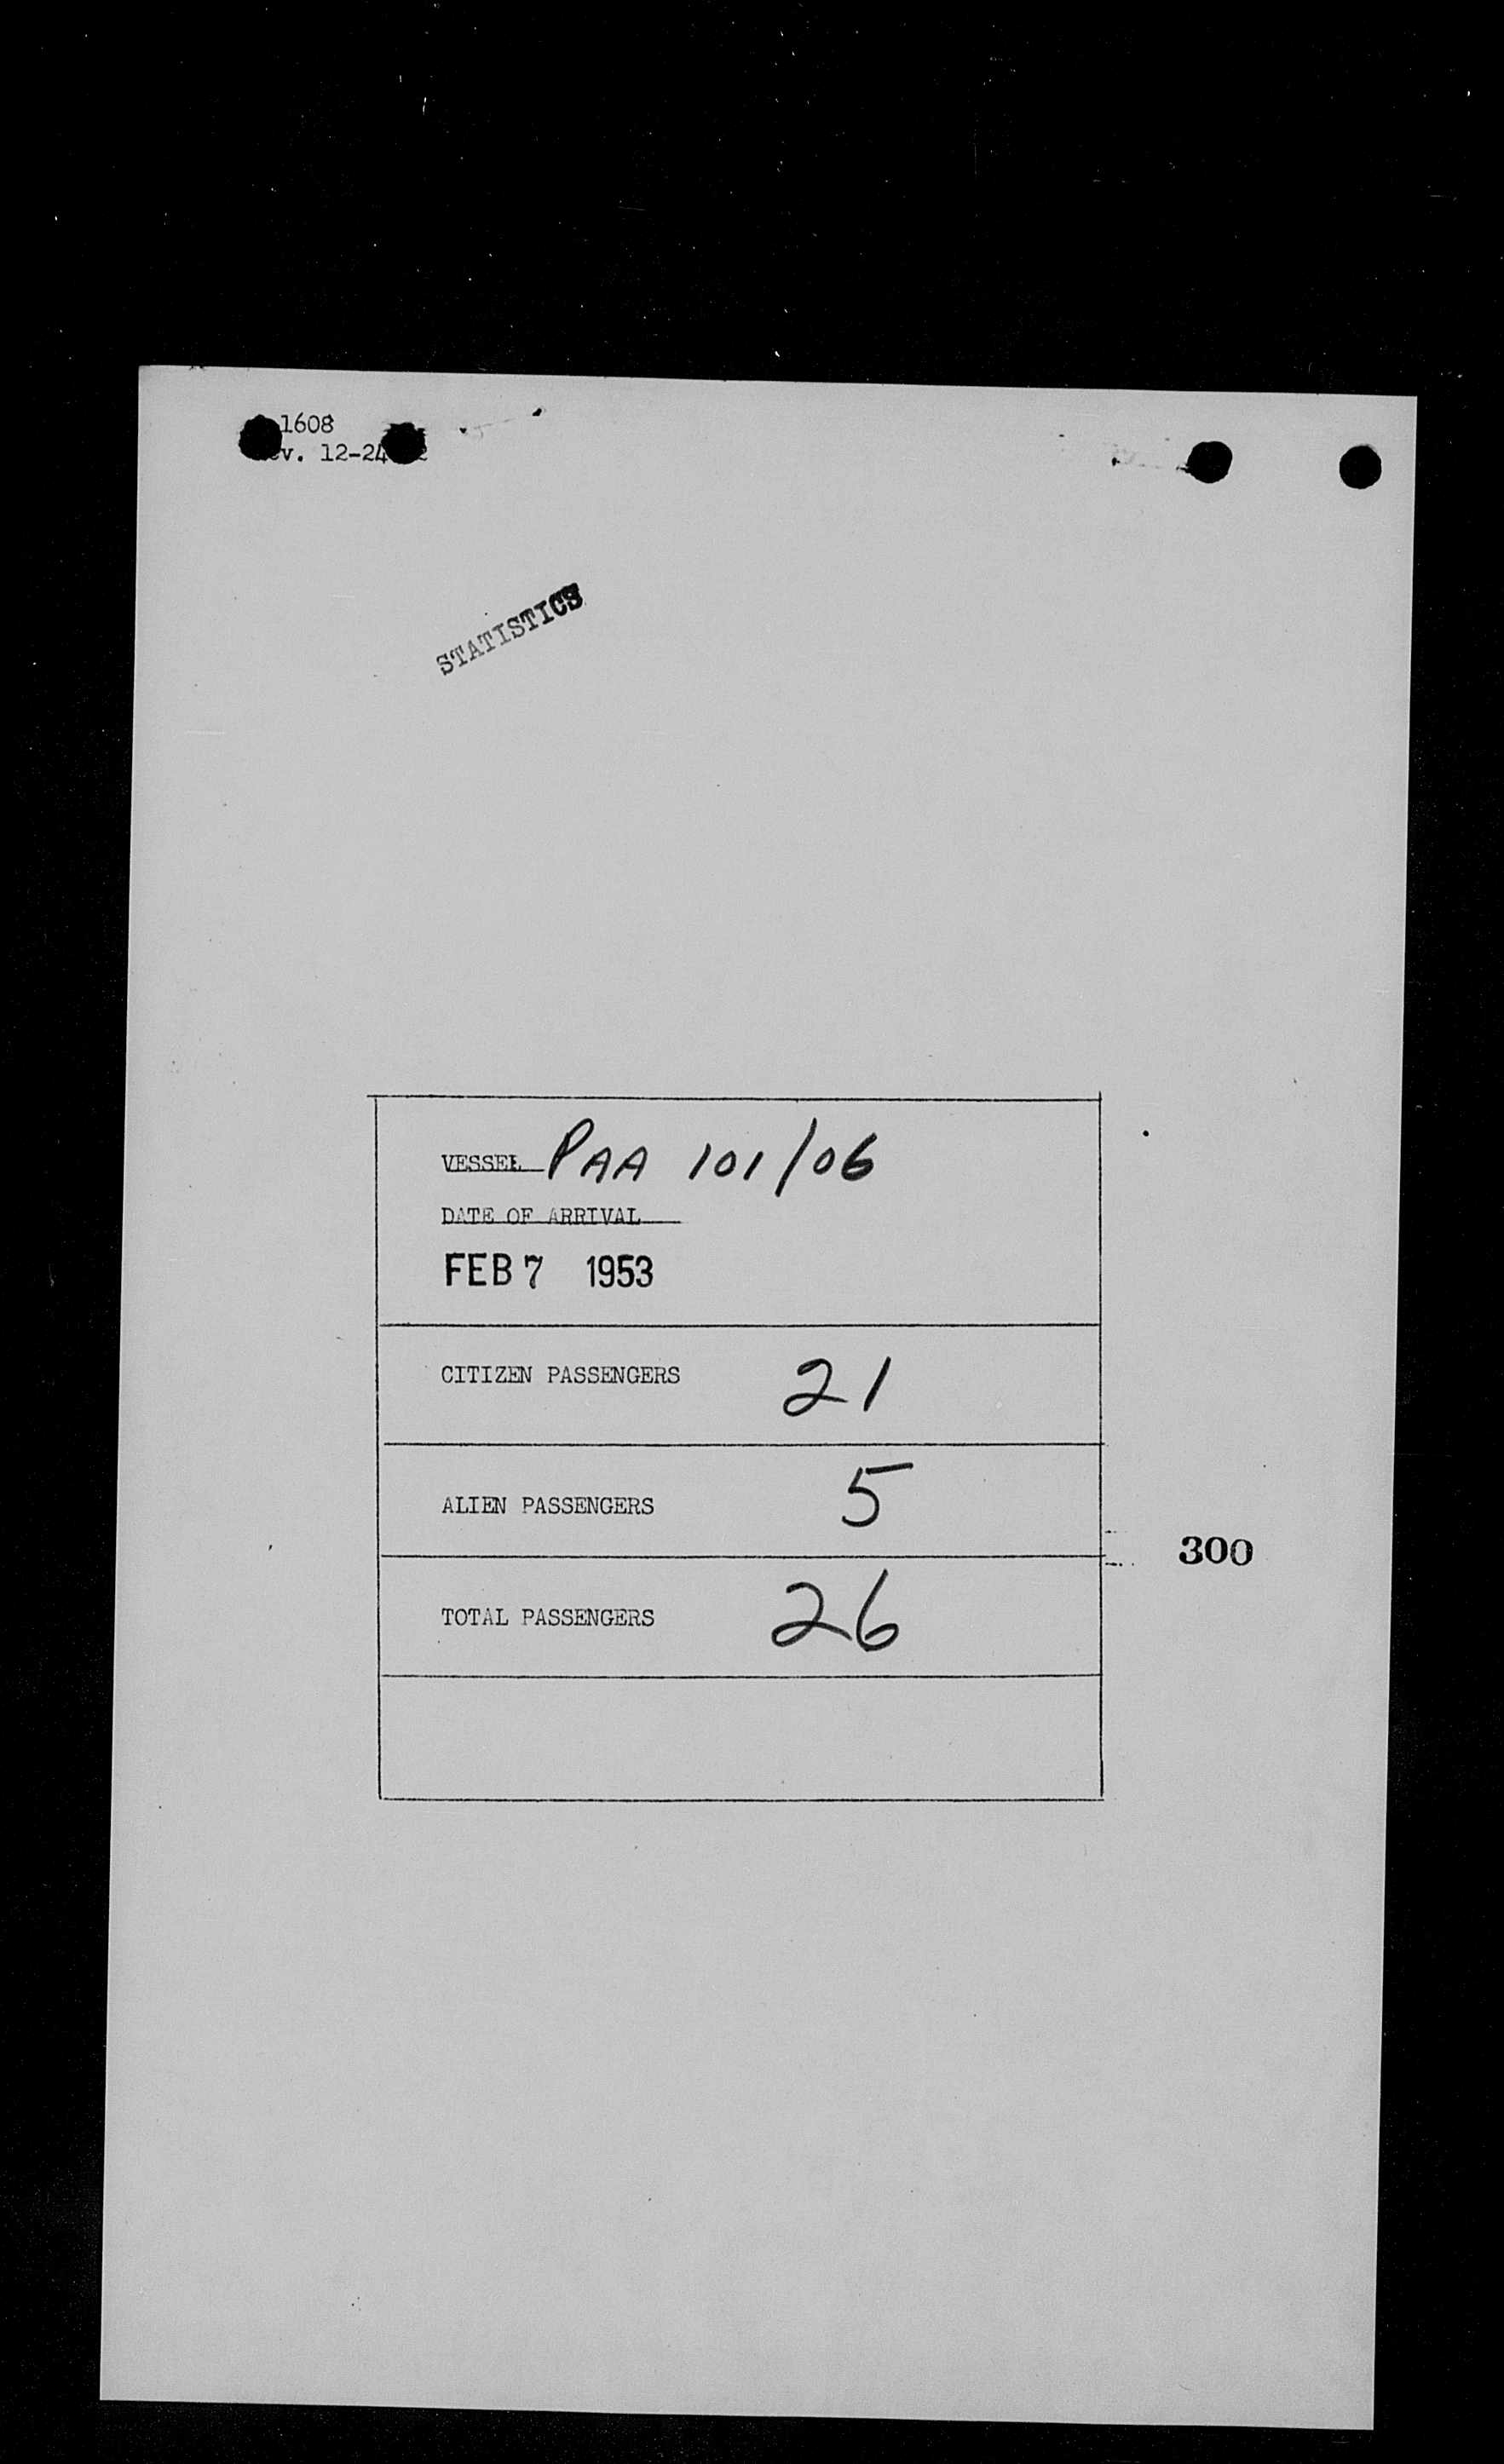 1608
v. 12-24
STATISTICS
VESSEL PAA 101/06
DATE OF ARRIVAL
FEB 7 1953
CITIZEN PASSENGERS 21
ALIEN PASSENGERS 5
300
TOTAL PASSENGERS 26